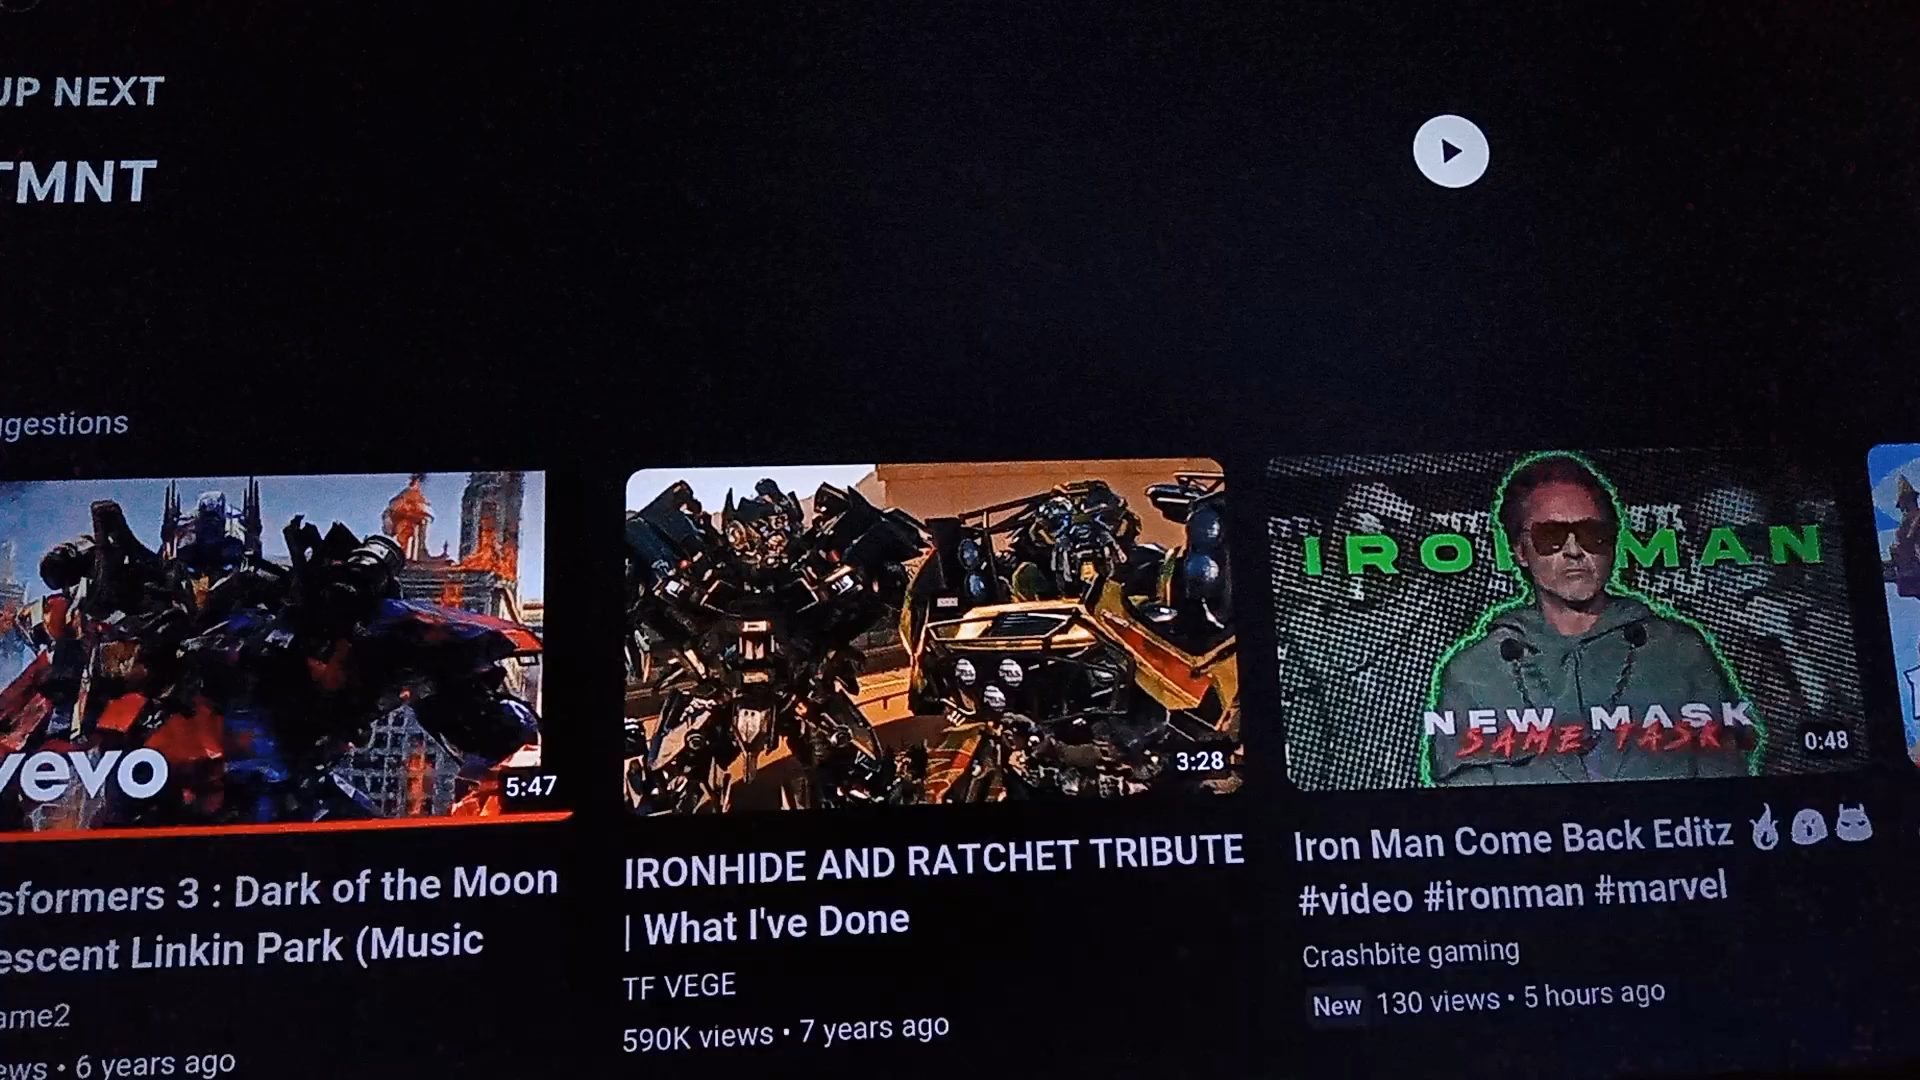 UP NEXT
TMNT
ggestions
vevo
5:47
3:28
IRON MAN
NEW MASK
SAME TASK
0:48
sformers 3 : Dark of the Moon
escent Linkin Park (Music
ame2
ews • 6 years ago
IRONHIDE AND RATCHET TRIBUTE
| What I've Done
TF VEGE
590K views • 7 years ago
Iron Man Come Back Editz
#video #ironman #marvel
Crashbite gaming
New 130 views • 5 hours ago